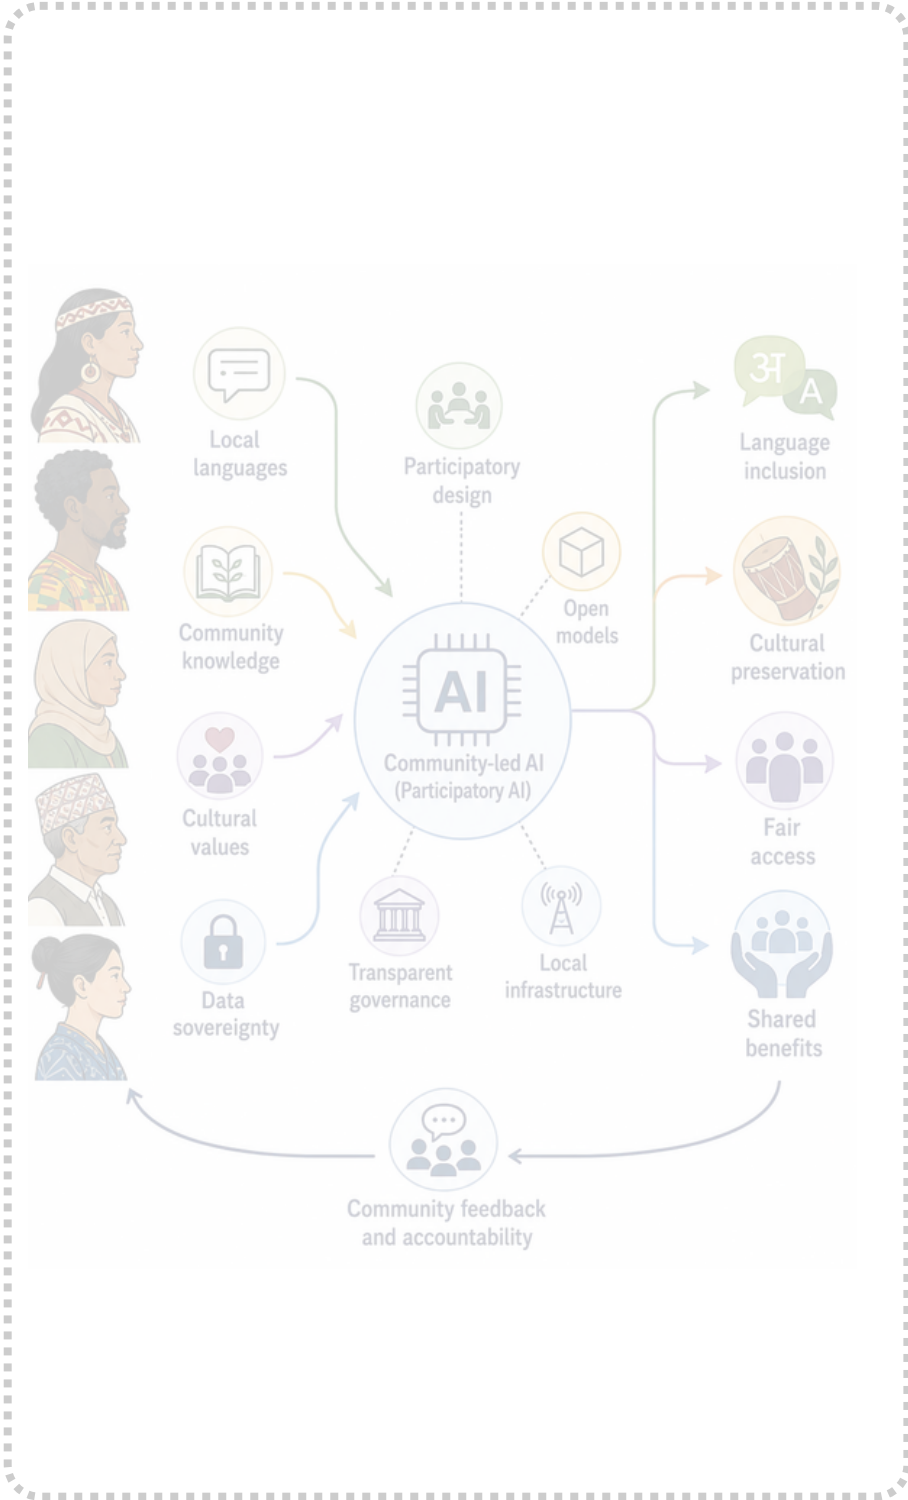 Local
languages
Participatory
design
अ
A
Language
inclusion
Community
knowledge
Open
models
Cultural
preservation
AI
Community-led AI
(Participatory AI)
Cultural
values
Fair
access
Data
sovereignty
Transparent
governance
Local
infrastructure
Shared
benefits
Community feedback
and accountability